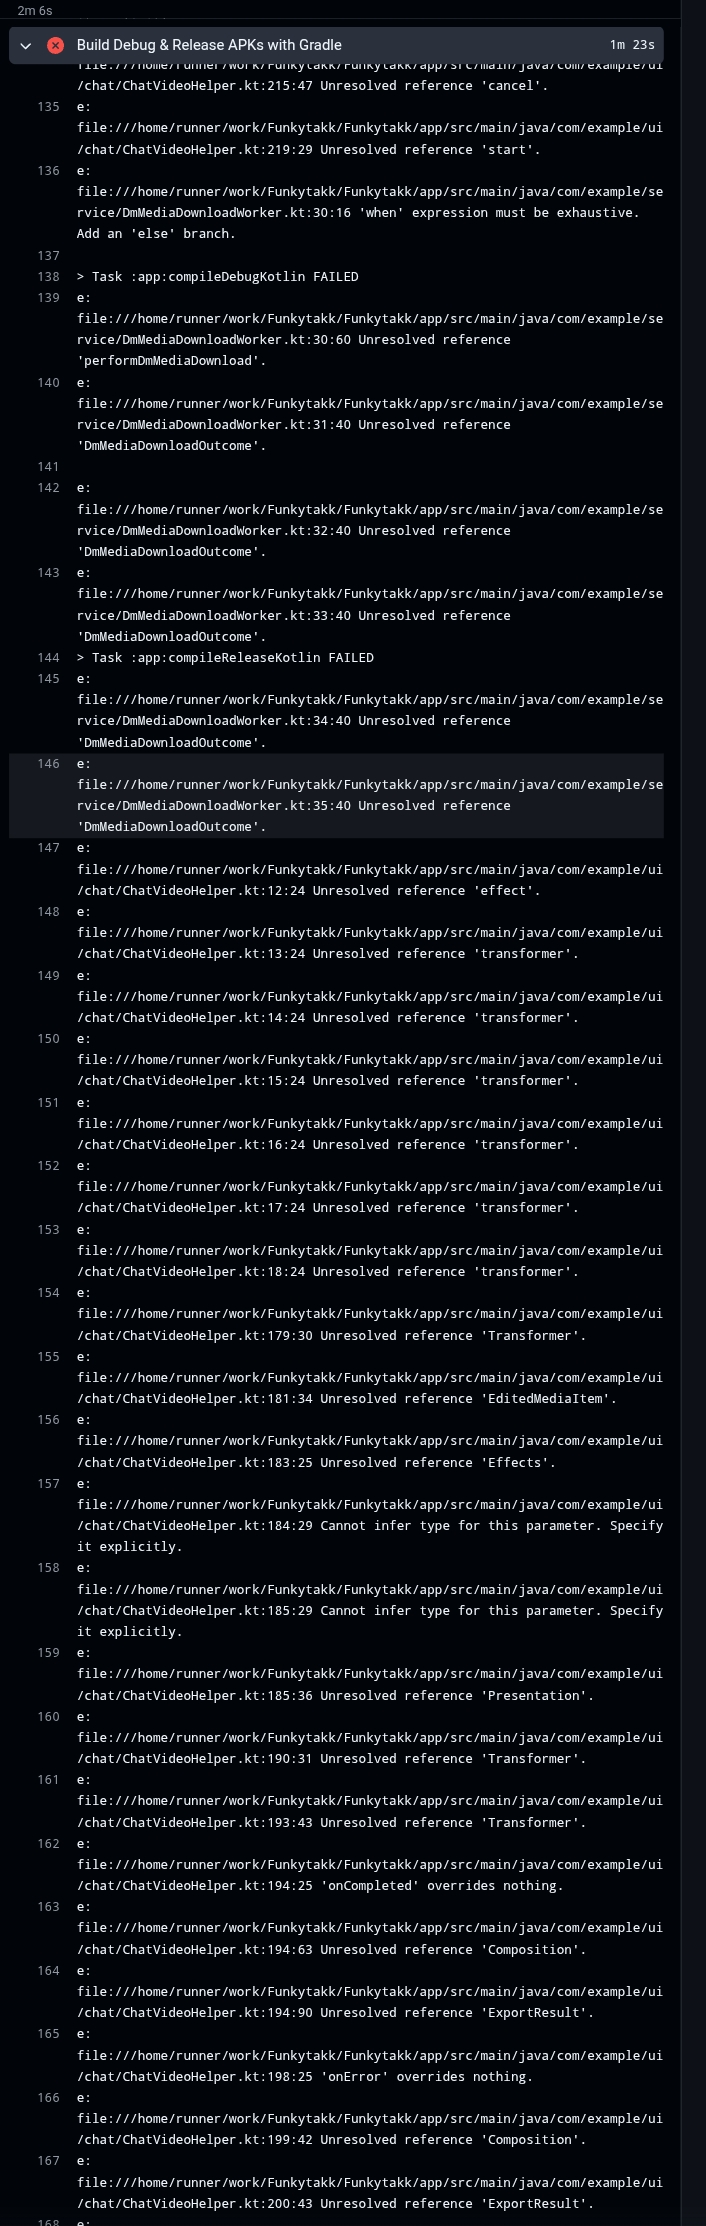 2m 6s
Build Debug & Release APKs with Gradle 1m 23s
file:///home/runner/work/Funkytakk/Funkytakk/app/src/main/java/com/example/ui
/chat/ChatVideoHelper.kt:215:47 Unresolved reference 'cancel'.
135 e:
file:///home/runner/work/Funkytakk/Funkytakk/app/src/main/java/com/example/ui
/chat/ChatVideoHelper.kt:219:29 Unresolved reference 'start'.
136 e:
file:///home/runner/work/Funkytakk/Funkytakk/app/src/main/java/com/example/se
rvice/DmMediaDownloadWorker.kt:30:16 'when' expression must be exhaustive.
Add an 'else' branch.
137
138 > Task :app:compileDebugKotlin FAILED
139 e:
file:///home/runner/work/Funkytakk/Funkytakk/app/src/main/java/com/example/se
rvice/DmMediaDownloadWorker.kt:30:60 Unresolved reference
'performDmMediaDownload'.
140 e:
file:///home/runner/work/Funkytakk/Funkytakk/app/src/main/java/com/example/se
rvice/DmMediaDownloadWorker.kt:31:40 Unresolved reference
'DmMediaDownloadOutcome'.
141
142 e:
file:///home/runner/work/Funkytakk/Funkytakk/app/src/main/java/com/example/se
rvice/DmMediaDownloadWorker.kt:32:40 Unresolved reference
'DmMediaDownloadOutcome'.
143 e:
file:///home/runner/work/Funkytakk/Funkytakk/app/src/main/java/com/example/se
rvice/DmMediaDownloadWorker.kt:33:40 Unresolved reference
'DmMediaDownloadOutcome'.
144 > Task :app:compileReleaseKotlin FAILED
145 e:
file:///home/runner/work/Funkytakk/Funkytakk/app/src/main/java/com/example/se
rvice/DmMediaDownloadWorker.kt:34:40 Unresolved reference
'DmMediaDownloadOutcome'.
146 e:
file:///home/runner/work/Funkytakk/Funkytakk/app/src/main/java/com/example/se
rvice/DmMediaDownloadWorker.kt:35:40 Unresolved reference
'DmMediaDownloadOutcome'.
147 e:
file:///home/runner/work/Funkytakk/Funkytakk/app/src/main/java/com/example/ui
/chat/ChatVideoHelper.kt:12:24 Unresolved reference 'effect'.
148 e:
file:///home/runner/work/Funkytakk/Funkytakk/app/src/main/java/com/example/ui
/chat/ChatVideoHelper.kt:13:24 Unresolved reference 'transformer'.
149 e:
file:///home/runner/work/Funkytakk/Funkytakk/app/src/main/java/com/example/ui
/chat/ChatVideoHelper.kt:14:24 Unresolved reference 'transformer'.
150 e:
file:///home/runner/work/Funkytakk/Funkytakk/app/src/main/java/com/example/ui
/chat/ChatVideoHelper.kt:15:24 Unresolved reference 'transformer'.
151 e:
file:///home/runner/work/Funkytakk/Funkytakk/app/src/main/java/com/example/ui
/chat/ChatVideoHelper.kt:16:24 Unresolved reference 'transformer'.
152 e:
file:///home/runner/work/Funkytakk/Funkytakk/app/src/main/java/com/example/ui
/chat/ChatVideoHelper.kt:17:24 Unresolved reference 'transformer'.
153 e:
file:///home/runner/work/Funkytakk/Funkytakk/app/src/main/java/com/example/ui
/chat/ChatVideoHelper.kt:18:24 Unresolved reference 'transformer'.
154 e:
file:///home/runner/work/Funkytakk/Funkytakk/app/src/main/java/com/example/ui
/chat/ChatVideoHelper.kt:179:30 Unresolved reference 'Transformer'.
155 e:
file:///home/runner/work/Funkytakk/Funkytakk/app/src/main/java/com/example/ui
/chat/ChatVideoHelper.kt:181:34 Unresolved reference 'EditedMediaItem'.
156 e:
file:///home/runner/work/Funkytakk/Funkytakk/app/src/main/java/com/example/ui
/chat/ChatVideoHelper.kt:183:25 Unresolved reference 'Effects'.
157 e:
file:///home/runner/work/Funkytakk/Funkytakk/app/src/main/java/com/example/ui
/chat/ChatVideoHelper.kt:184:29 Cannot infer type for this parameter. Specify
it explicitly.
158 e:
file:///home/runner/work/Funkytakk/Funkytakk/app/src/main/java/com/example/ui
/chat/ChatVideoHelper.kt:185:29 Cannot infer type for this parameter. Specify
it explicitly.
159 e:
file:///home/runner/work/Funkytakk/Funkytakk/app/src/main/java/com/example/ui
/chat/ChatVideoHelper.kt:185:36 Unresolved reference 'Presentation'.
160 e:
file:///home/runner/work/Funkytakk/Funkytakk/app/src/main/java/com/example/ui
/chat/ChatVideoHelper.kt:190:31 Unresolved reference 'Transformer'.
161 e:
file:///home/runner/work/Funkytakk/Funkytakk/app/src/main/java/com/example/ui
/chat/ChatVideoHelper.kt:193:43 Unresolved reference 'Transformer'.
162 e:
file:///home/runner/work/Funkytakk/Funkytakk/app/src/main/java/com/example/ui
/chat/ChatVideoHelper.kt:194:25 'onCompleted' overrides nothing.
163 e:
file:///home/runner/work/Funkytakk/Funkytakk/app/src/main/java/com/example/ui
/chat/ChatVideoHelper.kt:194:63 Unresolved reference 'Composition'.
164 e:
file:///home/runner/work/Funkytakk/Funkytakk/app/src/main/java/com/example/ui
/chat/ChatVideoHelper.kt:194:90 Unresolved reference 'ExportResult'.
165 e:
file:///home/runner/work/Funkytakk/Funkytakk/app/src/main/java/com/example/ui
/chat/ChatVideoHelper.kt:198:25 'onError' overrides nothing.
166 e:
file:///home/runner/work/Funkytakk/Funkytakk/app/src/main/java/com/example/ui
/chat/ChatVideoHelper.kt:199:42 Unresolved reference 'Composition'.
167 e:
file:///home/runner/work/Funkytakk/Funkytakk/app/src/main/java/com/example/ui
/chat/ChatVideoHelper.kt:200:43 Unresolved reference 'ExportResult'.
168 e: